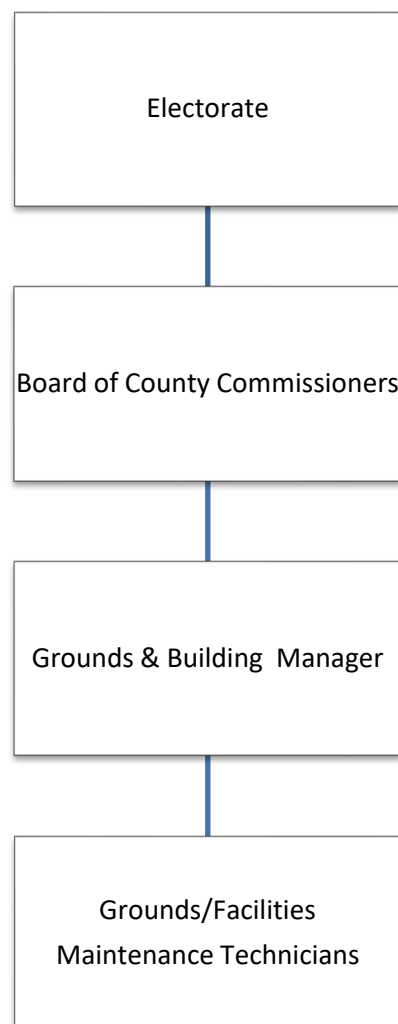 Electorate
Board of County Commissioners
Grounds & Building  Manager
Grounds/Facilities
Maintenance Technicians